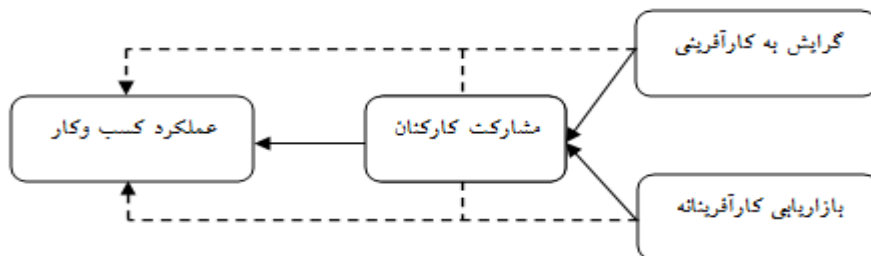 گرایش به کارآفرینی
مشارکت کارکنان
عملکرد کسب وکار
بازاریابی کارآفرینانه